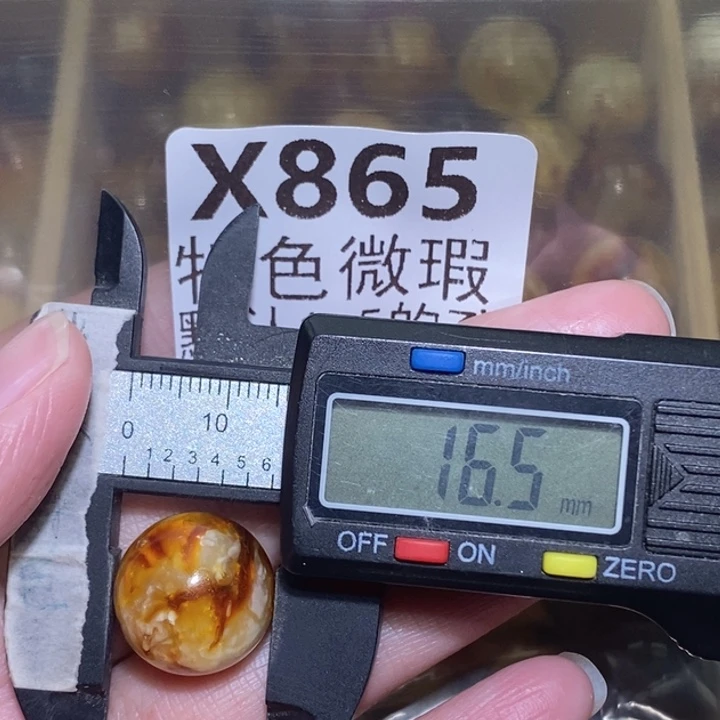 X865
色微瑕
mm/inch
16.5 mm
OFF ON ZERO
0 10
1 2 3 4 5 6